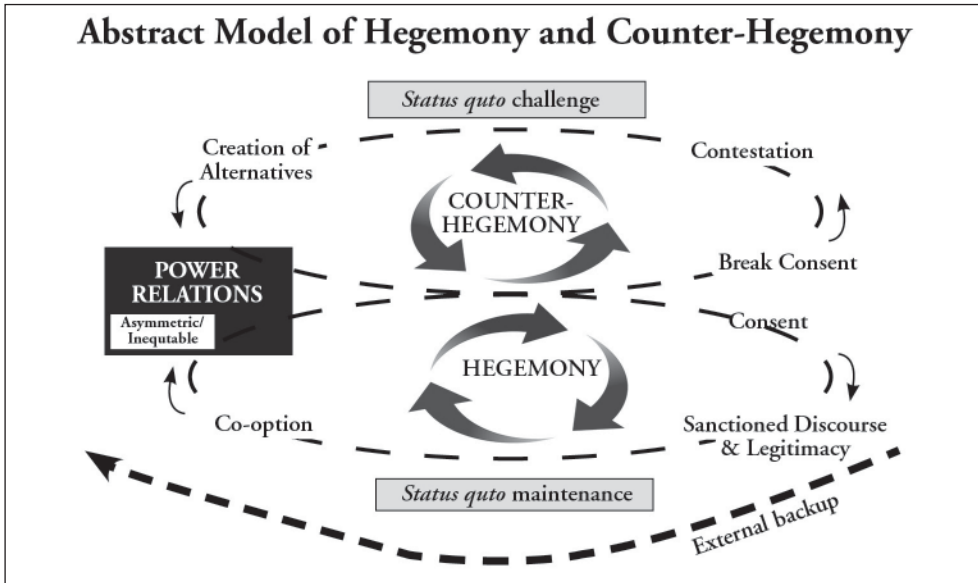 Abstract Model of Hegemony and Counter-Hegemony
Status quto challenge
Creation of
Alternatives
Contestation
COUNTER-
HEGEMONY
POWER
RELATIONS
Asymmetric/
Inequtable
Break Consent
Consent
HEGEMONY
Co-option
Sanctioned Discourse
& Legitimacy
Status quto maintenance
External backup